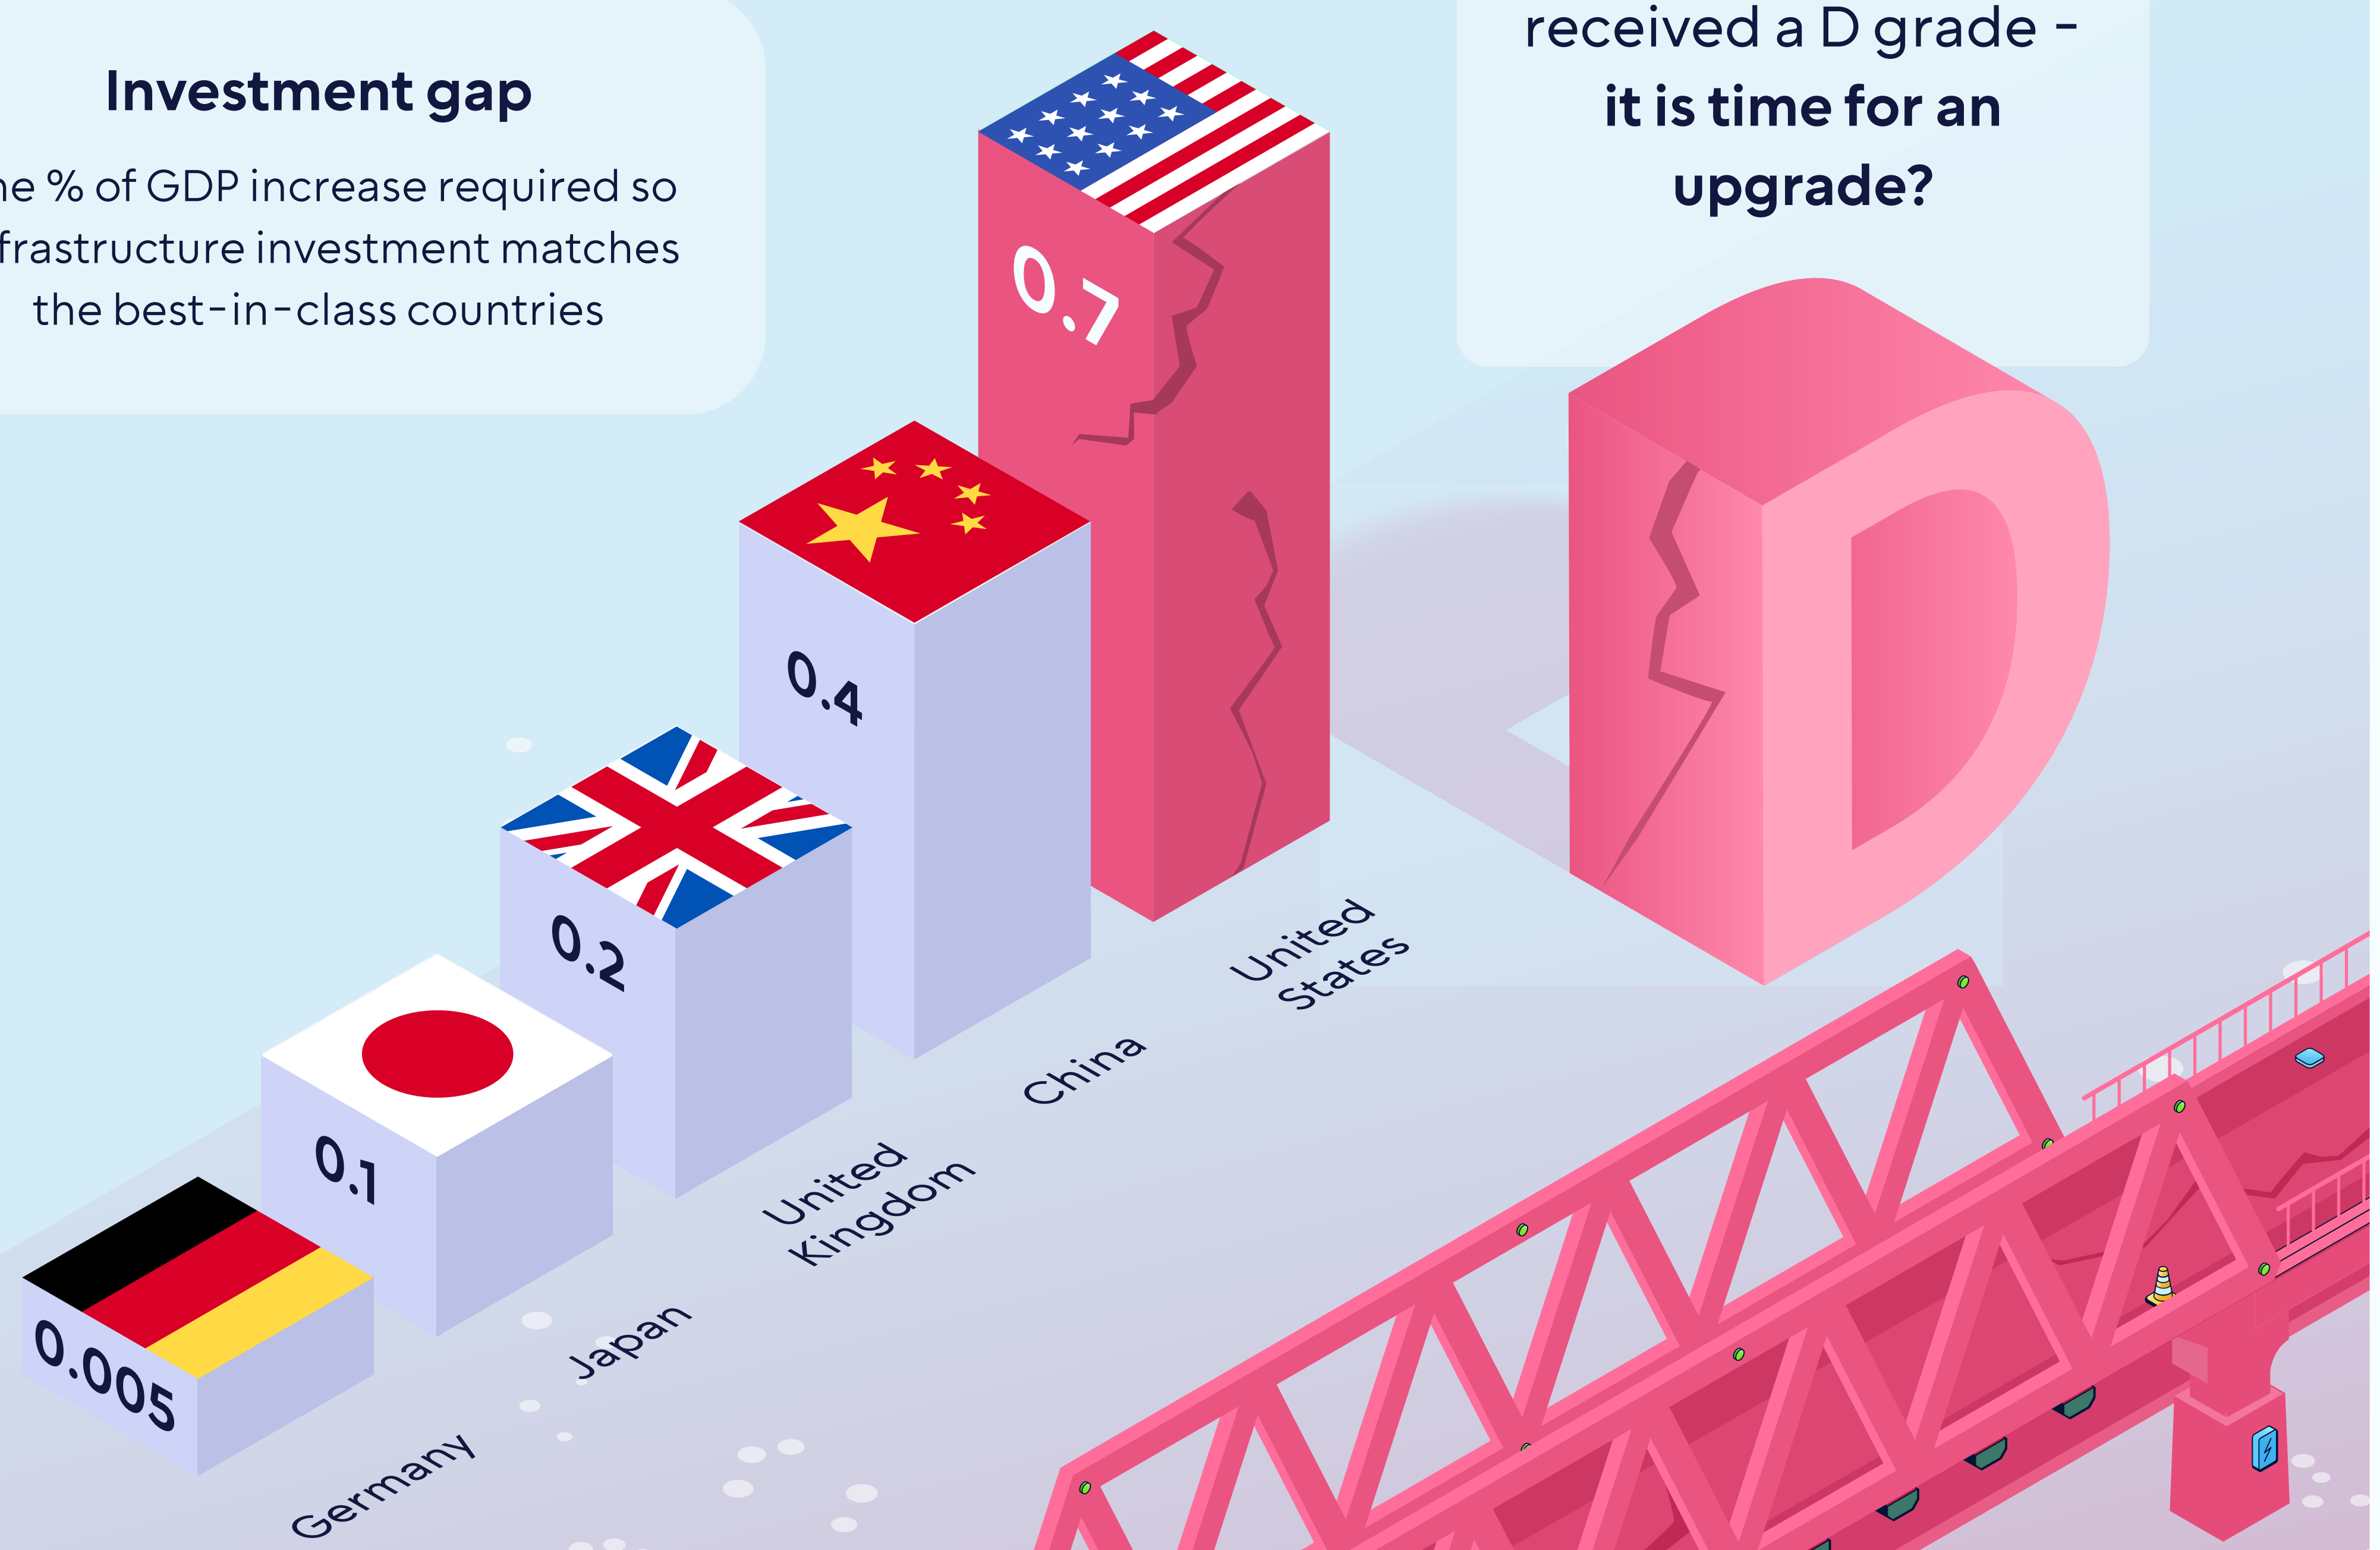 Investment gap
he % of GDP increase required so
frastructure investment matches
the best-in-class countries
received a D grade -
it is time for an
upgrade?
0.7
0.4
0.2
0.1
0.005
D
United
States
China
United
Kingdom
Japan
Germany